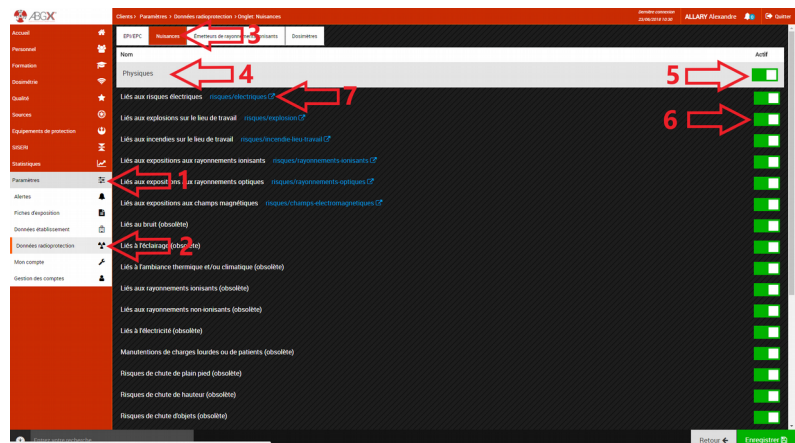 ABGX
Clients > Paramètres > Données radioprotection > Onglet: Nuisances
Dernière connexion
23/08/2018 10:30
ALLARY Alexandre
Quitter
Accueil
Personnel
Formation
Dosimétrie
Qualité
Sources
Equipements de protection
SISERI
Statistiques
Paramètres
Alertes
Fiches d'exposition
Données établissement
Données radioprotection
Mon compte
Gestion des comptes
EPI/EPC
Nuisances
Emetteurs de rayonnements ionisants
Dosimètres
3
Nom
Actif
Physiques
4
5
Liés aux risques électriques risques/électriques
7
Liés aux explosions sur le lieu de travail risques/explosion
6
Liés aux incendies sur le lieu de travail risques/incendie-lieu-travail
Liés aux expositions aux rayonnements ionisants risques/rayonnements-ionisants
1
Liés aux expositions aux rayonnements optiques risques/rayonnements-optiques
Liés aux expositions aux champs magnétiques risques/champs-electromagnetiques
Liés au bruit (obsolète)
2
Liés à l'éclairage (obsolète)
Liés à l'ambiance thermique et/ou climatique (obsolète)
Liés aux rayonnements ionisants (obsolète)
Liés aux rayonnements non-ionisants (obsolète)
Liés à l'électricité (obsolète)
Manutentions de charges lourdes ou de patients (obsolète)
Risques de chute de plain pied (obsolète)
Risques de chute de hauteur (obsolète)
Risques de chute d'objets (obsolète)
Entrez votre recherche
Retour
Enregistrer